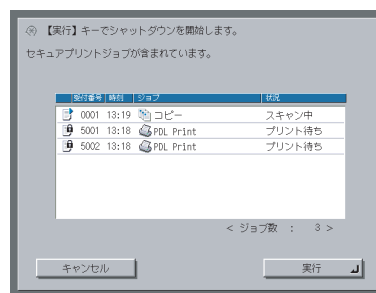 【実行】キーでシャットダウンを開始します。
セキュアプリントジョブが含まれています。
受付番号 時刻 ジョブ 状況
0001 13:19 コピー スキャン中
5001 13:18 PDL Print プリント待ち
5002 13:18 PDL Print プリント待ち
< ジョブ数 : 3 >
キャンセル 実行